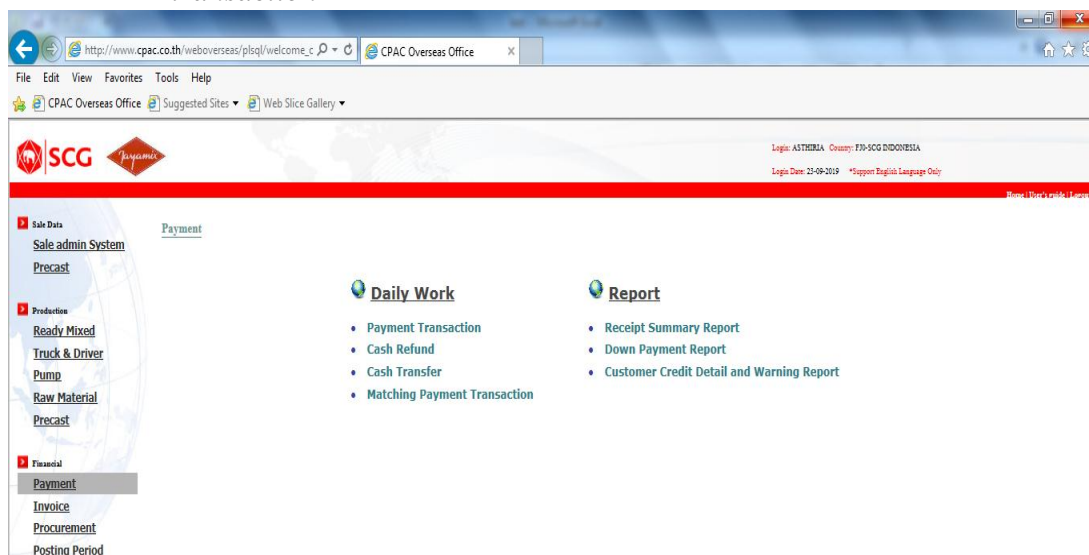 http://www.cpac.co.th/weboverseas/plsql/welcome_c
CPAC Overseas Office
File Edit View Favorites Tools Help
CPAC Overseas Office Suggested Sites Web Slice Gallery
SCG Jayamix
Login: ASTHIRIA Country: FJ0-SCG INDONESIA
Login Date: 23-09-2019 *Support English Language Only
Home | User's guide | Logout
Sale Data
Sale admin System
Precast
Production
Ready Mixed
Truck & Driver
Pump
Raw Material
Precast
Financial
Payment
Invoice
Procurement
Posting Period
Payment
Daily Work
Payment Transaction
Cash Refund
Cash Transfer
Matching Payment Transaction
Report
Receipt Summary Report
Down Payment Report
Customer Credit Detail and Warning Report